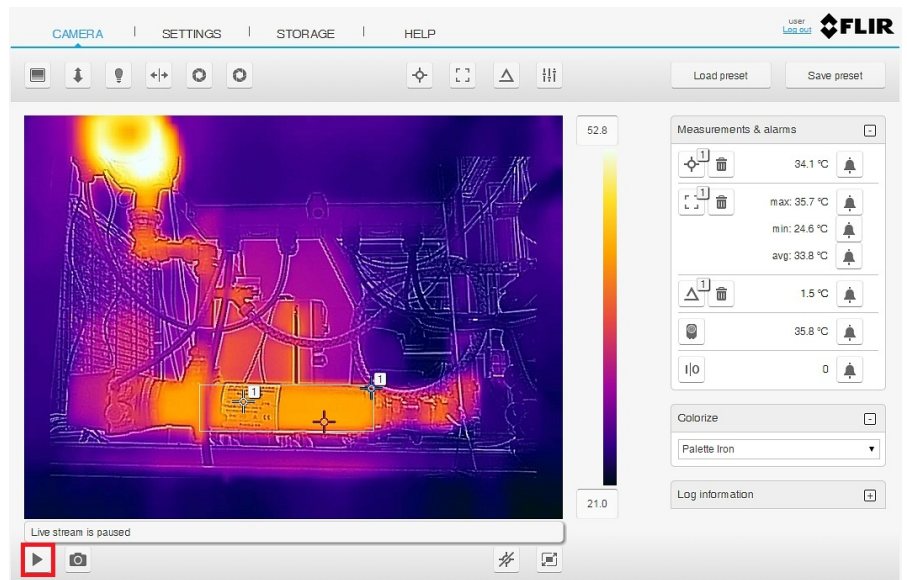 CAMERA SETTINGS STORAGE HELP
user
Log out
FLIR
Load preset Save preset
52.8
21.0
Measurements & alarms
1 34.1 °C
1 max: 35.7 °C
min: 24.6 °C
avg: 33.8 °C
1 1.5 °C
35.8 °C
I|O 0
Colorize
Palette Iron
Log information
1
1
Live stream is paused